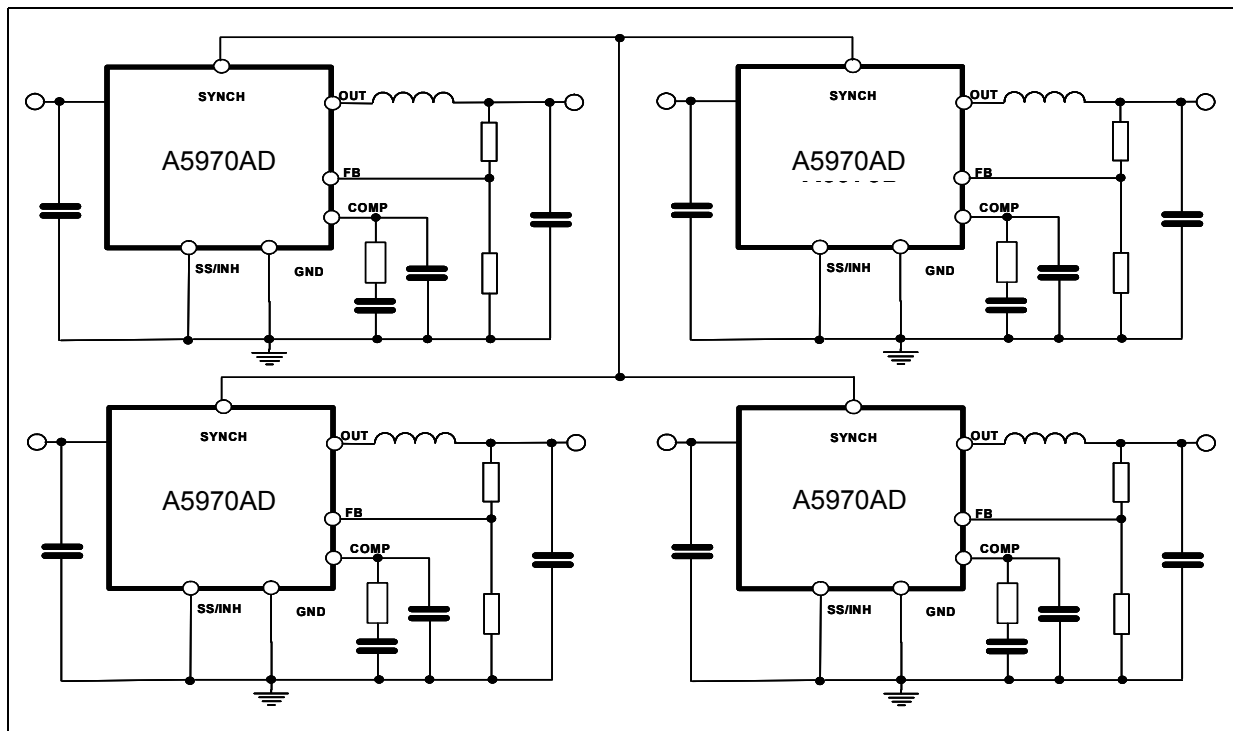 SYNCH
OUT
A5970AD
FB
COMP
SS/INH
GND
SYNCH
OUT
A5970AD
FB
COMP
SS/INH
GND
SYNCH
OUT
A5970AD
FB
COMP
SS/INH
GND
SYNCH
OUT
A5970AD
FB
COMP
SS/INH
GND